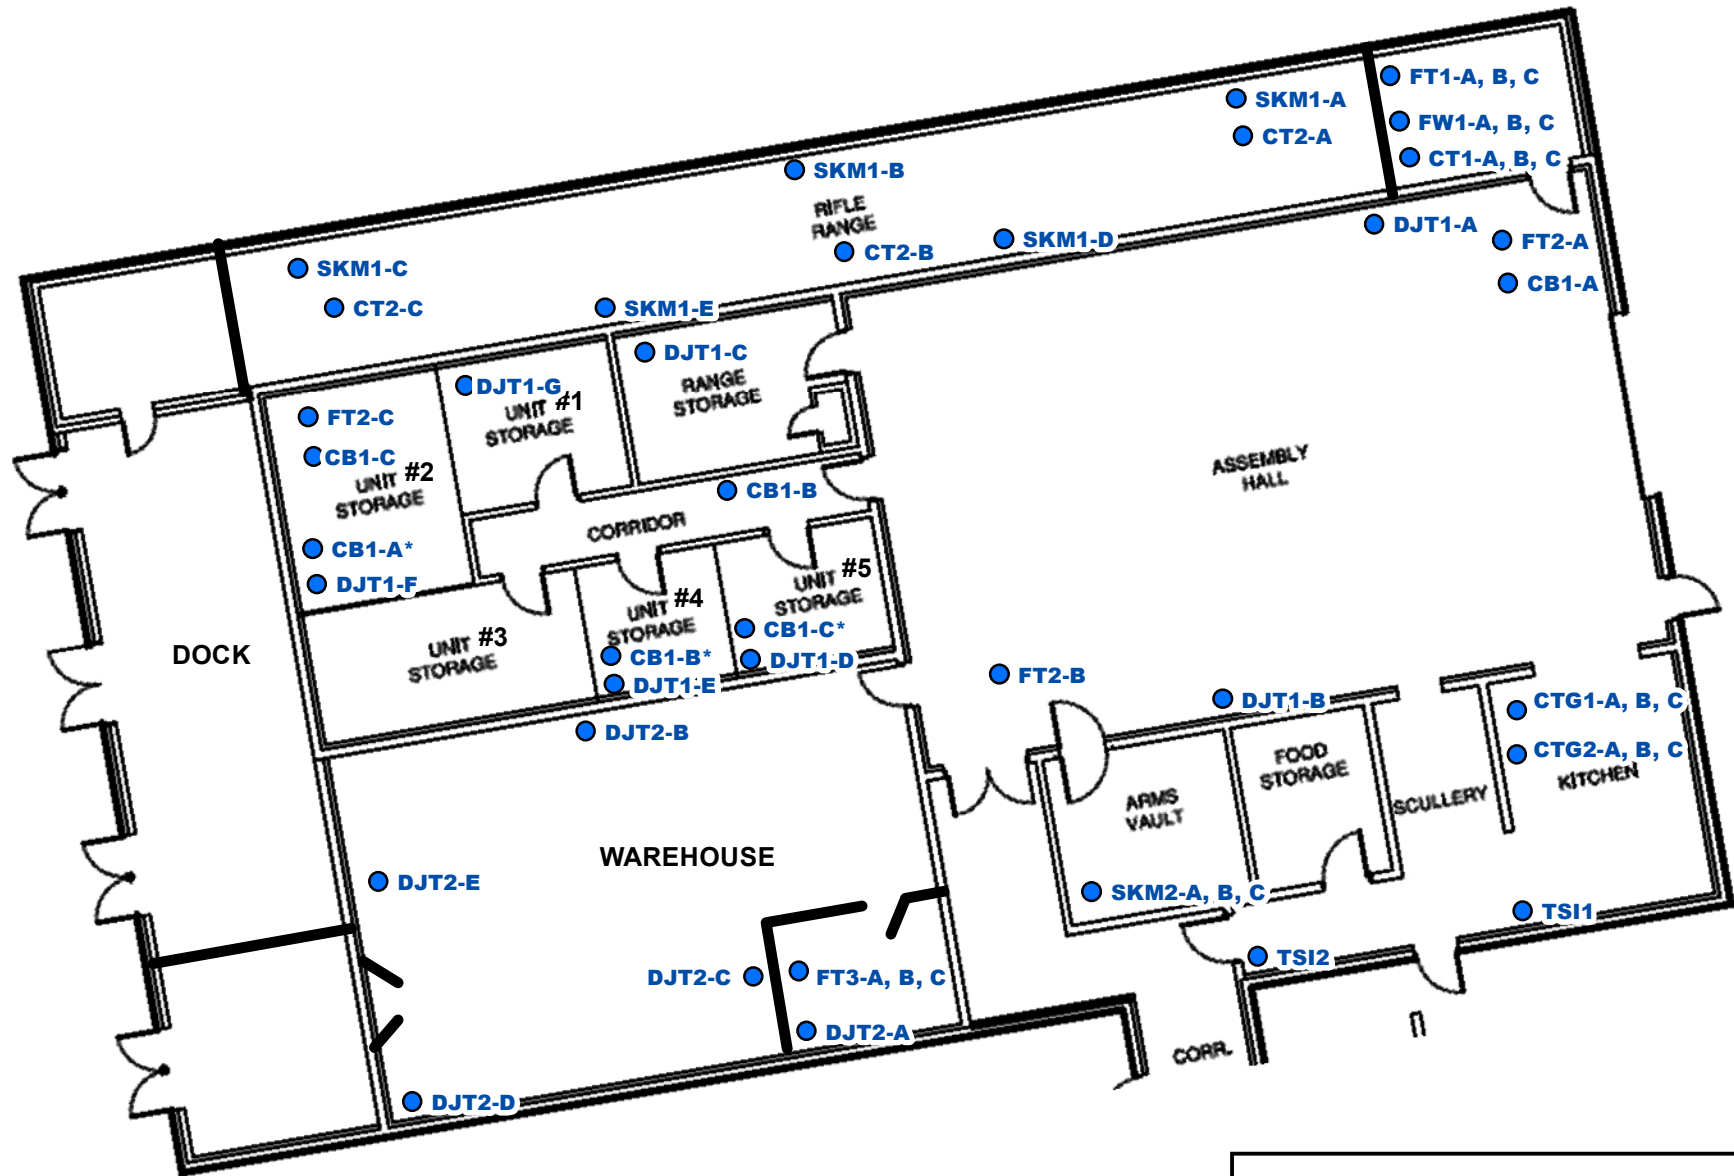 FT1-A, B, C
SKM1-A
FW1-A, B, C
CT2-A
CT1-A, B, C
SKM1-B
RIFLE
RANGE
DJT1-A
SKM1-D
FT2-A
CT2-B
SKM1-C
CB1-A
CT2-C
SKM1-E
DJT1-C
RANGE
STORAGE
DJT1-G
UNIT #1
STORAGE
FT2-C
CB1-C
UNIT #2
STORAGE
ASSEMBLY
HALL
CB1-B
CORRIDOR
CB1-A*
DJT1-F
UNIT #5
STORAGE
UNIT #4
STORAGE
CB1-C*
UNIT #3
STORAGE
DOCK
CB1-B*
DJT1-D
DJT1-E
FT2-B
DJT1-B
CTG1-A, B, C
DJT2-B
CTG2-A, B, C
FOOD
STORAGE
KITCHEN
ARMS
VAULT
SCULLERY
WAREHOUSE
DJT2-E
SKM2-A, B, C
TSI1
TSI2
DJT2-C
FT3-A, B, C
DJT2-A
CORR.
DJT2-D